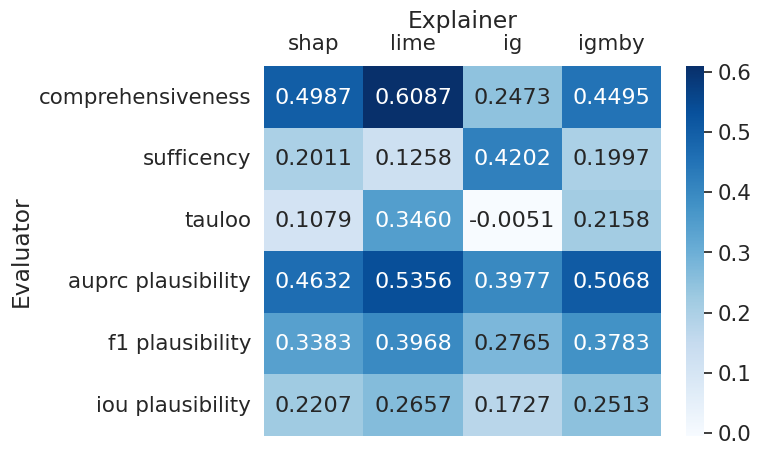 Explainer
shap lime ig igmby
comprehensiveness 0.4987 0.6087 0.2473 0.4495
sufficency 0.2011 0.1258 0.4202 0.1997
tauloo 0.1079 0.3460 -0.0051 0.2158
auprc plausibility 0.4632 0.5356 0.3977 0.5068
f1 plausibility 0.3383 0.3968 0.2765 0.3783
iou plausibility 0.2207 0.2657 0.1727 0.2513
Evaluator
0.6
0.5
0.4
0.3
0.2
0.1
0.0